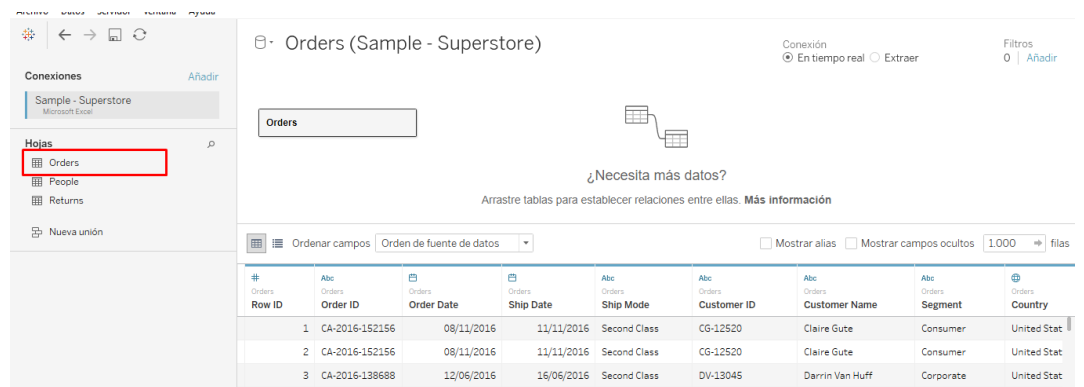 Archivo Datos Servidor Ventana Ayuda
Orders (Sample - Superstore)
Conexión
En tiempo real Extraer
Filtros
0 Añadir
Conexiones Añadir
Sample - Superstore
Microsoft Excel
Hojas
Orders
People
Returns
Nueva unión
Orders
¿Necesita más datos?
Arrastre tablas para establecer relaciones entre ellas. Más información
Ordenar campos Orden de fuente de datos
Mostrar alias Mostrar campos ocultos 1.000 filas
# Abc Abc Abc Abc Abc
Orders Orders Orders Orders Orders Orders Orders Orders Orders
Row ID Order ID Order Date Ship Date Ship Mode Customer ID Customer Name Segment Country
1 CA-2016-152156 08/11/2016 11/11/2016 Second Class CG-12520 Claire Gute Consumer United Stat
2 CA-2016-152156 08/11/2016 11/11/2016 Second Class CG-12520 Claire Gute Consumer United Stat
3 CA-2016-138688 12/06/2016 16/06/2016 Second Class DV-13045 Darrin Van Huff Corporate United Stat